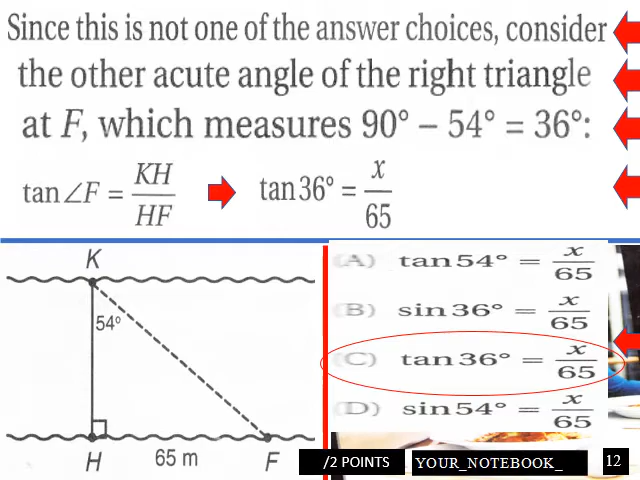 Since this is not one of the answer choices, consider
the other acute angle of the right triangle
at F, which measures 90° − 54° = 36°:
tan∠F = KH/HF tan36° = x/65
K
54°
H 65 m F
(A) tan 54° = x/65
(B) sin 36° = x/65
(C) tan 36° = x/65
(D) sin 54° = x/65
/2 POINTS YOUR_NOTEBOOK_ 12